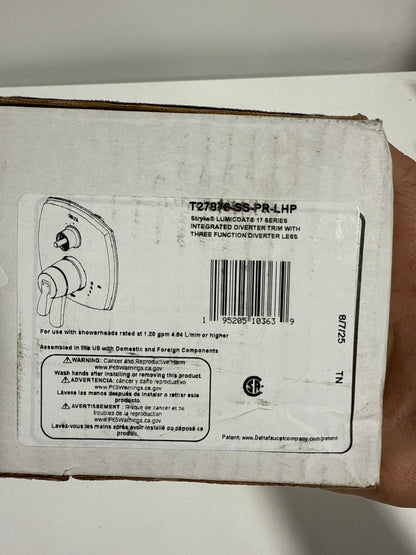 T27876-SS-PR-LHP
Stryke® LUMICOAT® 17 SERIES
INTEGRATED DIVERTER TRIM WITH
THREE FUNCTION DIVERTER LESS
1 95205 10363 9
For use with showerheads rated at 1.20 gpm 4.54 L/min or higher
Assembled in the US with Domestic and Foreign Components
WARNING: Cancer and Reproductive Harm
www.P65Warnings.ca.gov
Wash hands after installing or removing this product.
ADVERTENCIA: cáncer y daño reproductivo
www.P65Warnings.ca.gov
Lávese las manos después de instalar o retirar este
producto.
AVERTISSEMENT : Risque de cancer et de
troubles de la reproduction
www.P65Warnings.ca.gov
Lavez-vous les mains après avoir installé ou déposé ce
produit.
8/7/25 TN
Patent: www.Deltafaucetcompany.com/patent